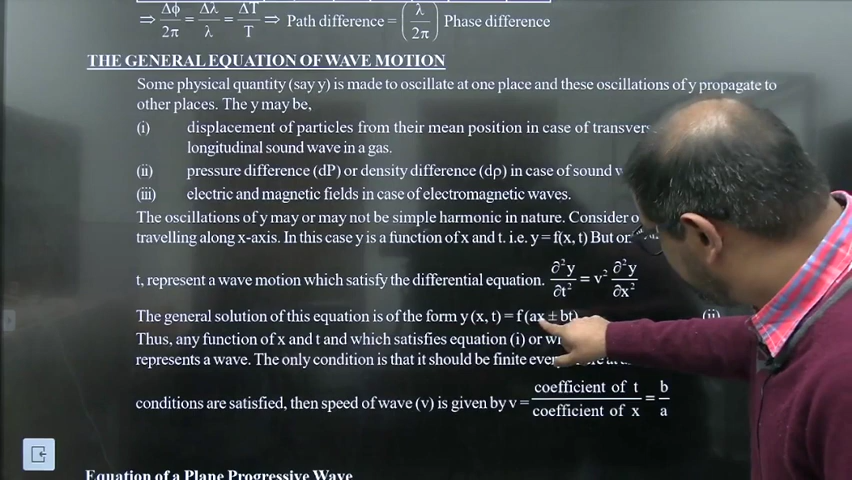 ⇒ Δϕ/2π = Δλ/λ = ΔT/T ⇒ Path difference = (λ/2π) Phase difference
THE GENERAL EQUATION OF WAVE MOTION
Some physical quantity (say y) is made to oscillate at one place and these oscillations of y propagate to
other places. The y may be,
(i) displacement of particles from their mean position in case of
longitudinal sound wave in a gas.
(ii) pressure difference (dP) or density difference (dρ) in case of sound
(iii) electric and magnetic fields in case of electromagnetic waves.
The oscillations of y may or may not be simple harmonic in nature. Consider
travelling along x-axis. In this case y is a function of x and t. i.e. y = f(x, t) But
t, represent a wave motion which satisfy the differential equation. ∂²y/∂t² = v² ∂²y/∂x²
The general solution of this equation is of the form y (x, t) = f (ax ± bt) (ii)
Thus, any function of x and t and which satisfies equation (i) or
represents a wave. The only condition is that it should be finite
conditions are satisfied, then speed of wave (v) is given by v = coefficient of t/coefficient of x = b/a
Equation of a Plane Progressive Wave